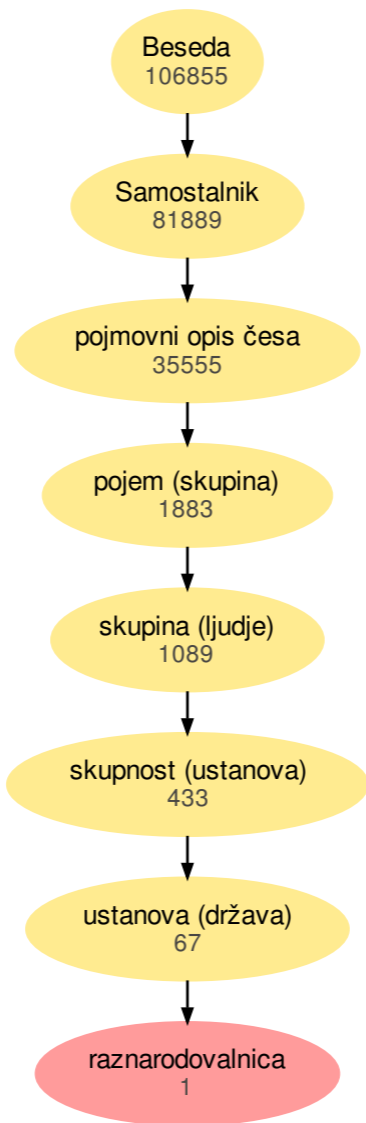 Beseda
106855
Samostalnik
81889
pojmovni opis česa
35555
pojem (skupina)
1883
skupina (ljudje)
1089
skupnost (ustanova)
433
ustanova (država)
67
raznarodovalnica
1